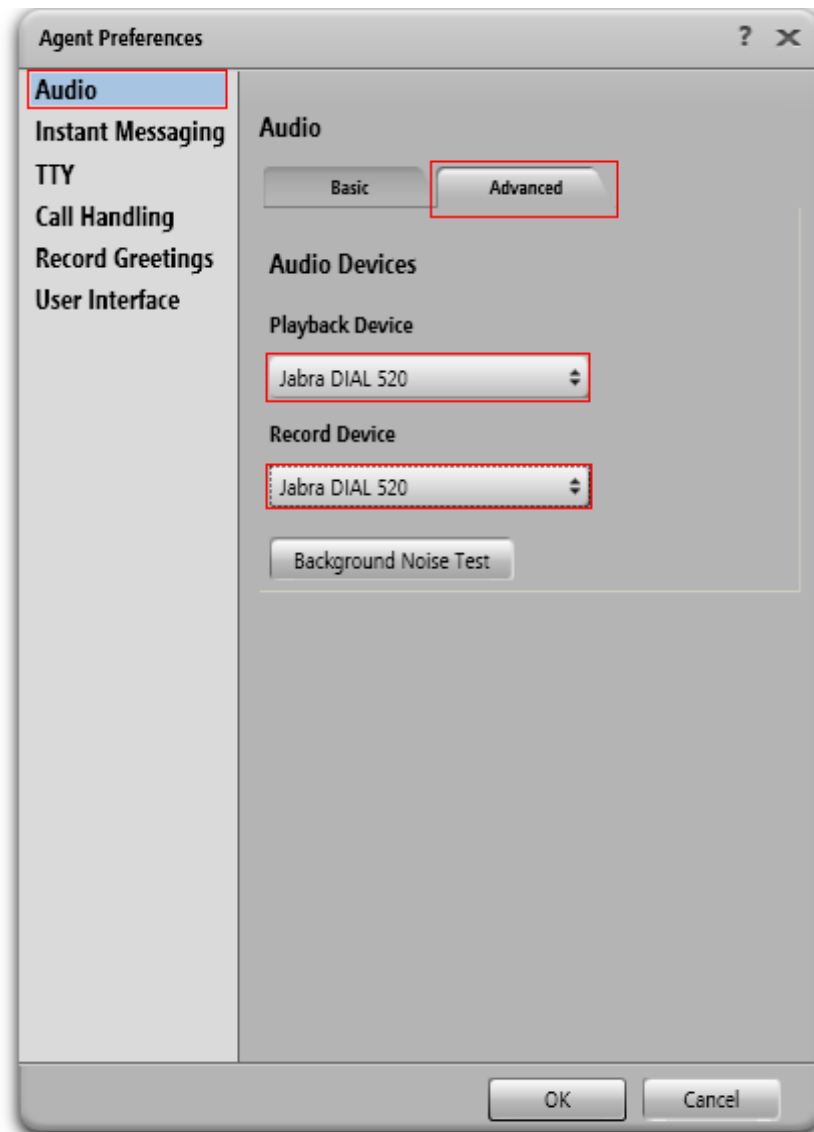 Agent Preferences
?
Audio
Instant Messaging
TTY
Call Handling
Record Greetings
User Interface
Audio
Basic Advanced
Audio Devices
Playback Device
Jabra DIAL 520
Record Device
Jabra DIAL 520
Background Noise Test
OK Cancel